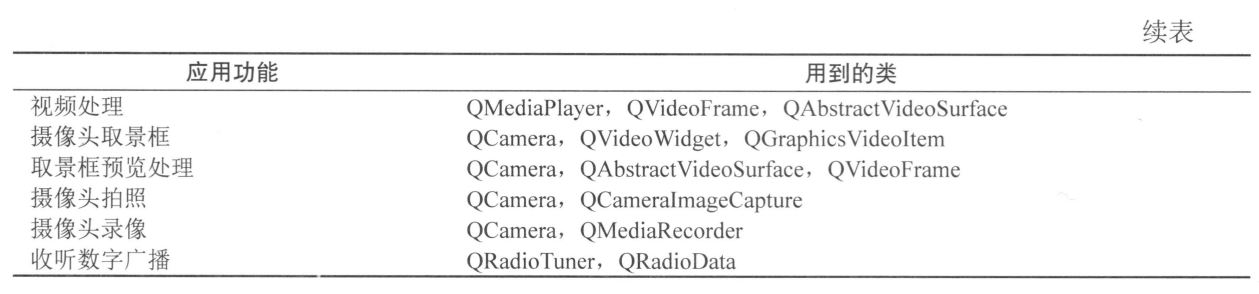 续表
应用功能 用到的类
视频处理 QMediaPlayer，QVideoFrame，QAbstractVideoSurface
摄像头取景框 QCamera，QVideoWidget，QGraphicsVideoItem
取景框预览处理 QCamera，QAbstractVideoSurface，QVideoFrame
摄像头拍照 QCamera，QCameraImageCapture
摄像头录像 QCamera，QMediaRecorder
收听数字广播 QRadioTuner，QRadioData